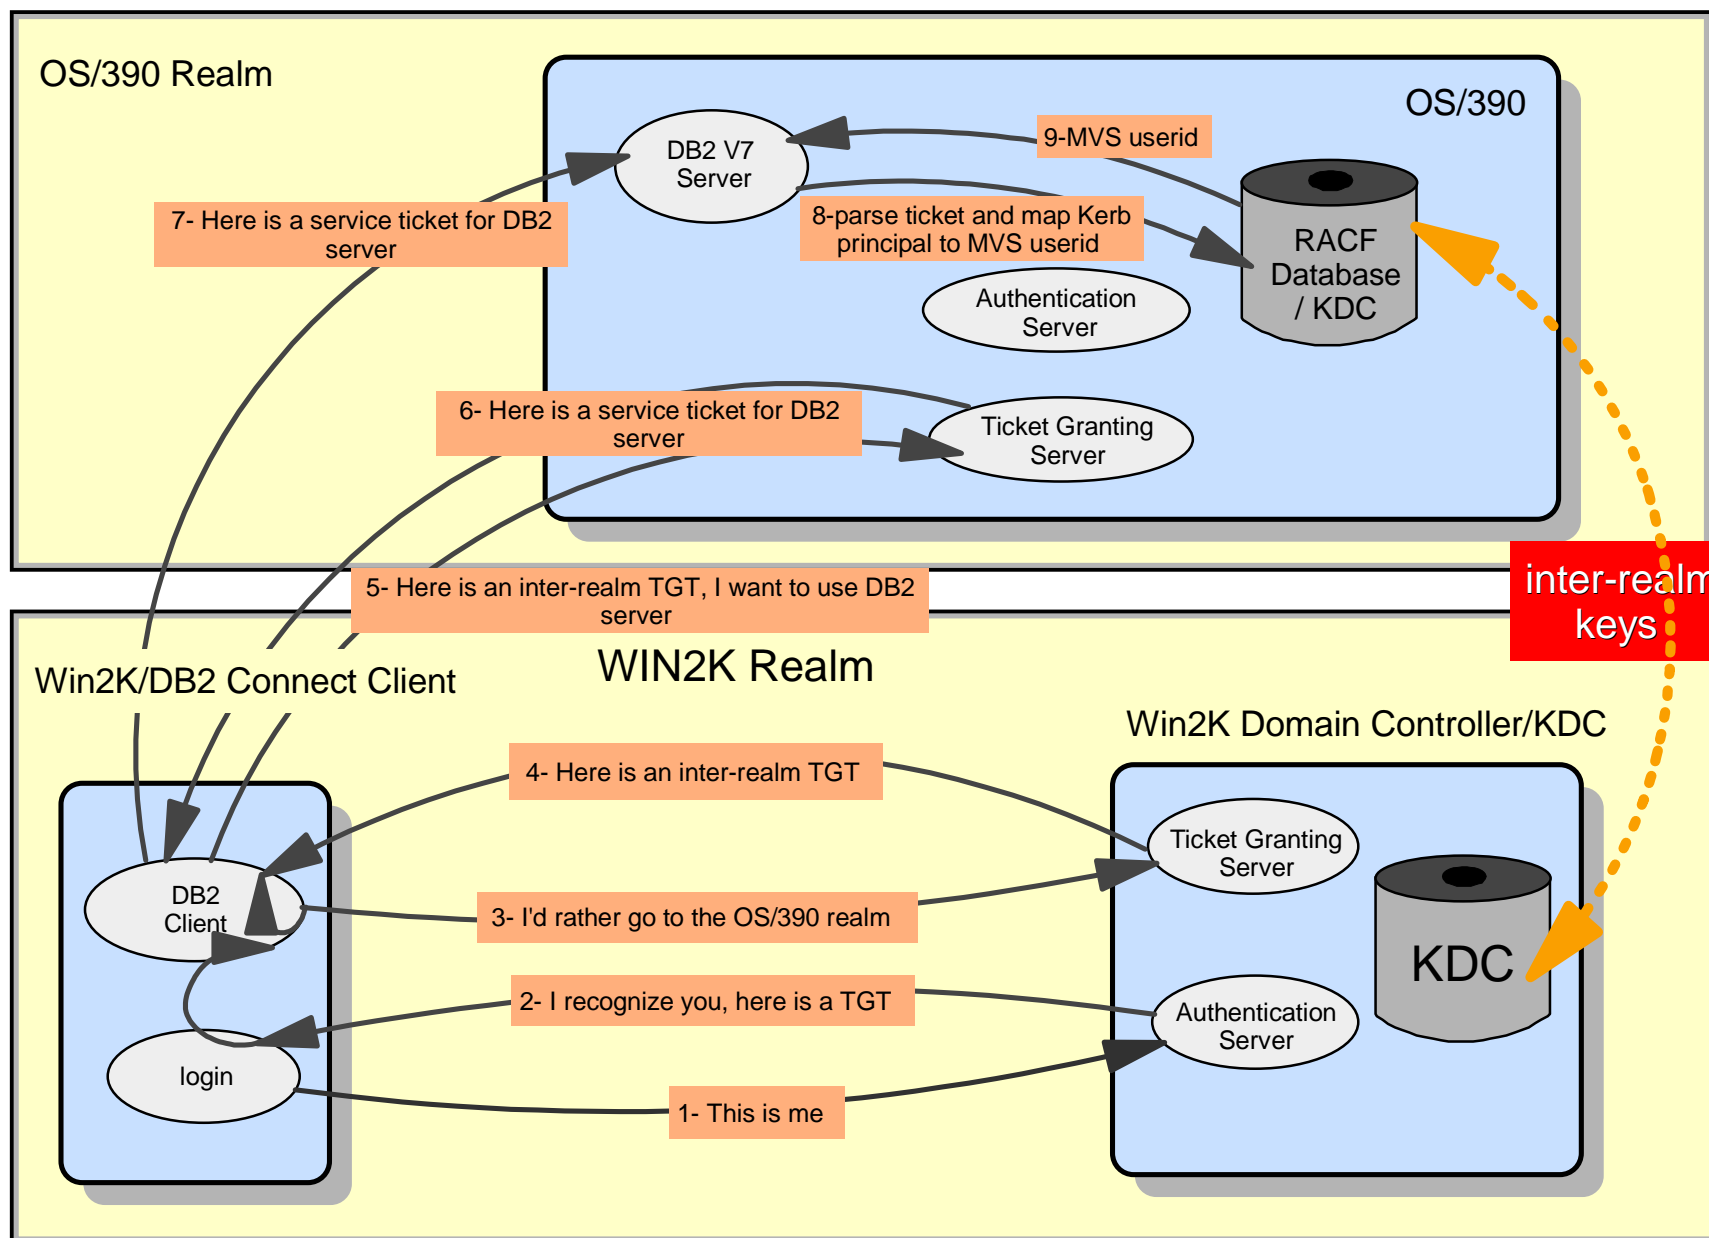 OS/390 Realm
OS/390
DB2 V7
Server
9-MVS userid
7- Here is a service ticket for DB2
server
8-parse ticket and map Kerb
principal to MVS userid
RACF
Database
/ KDC
Authentication
Server
6- Here is a service ticket for DB2
server
Ticket Granting
Server
5- Here is an inter-realm TGT, I want to use DB2
server
inter-realm
keys
Win2K/DB2 Connect Client
WIN2K Realm
Win2K Domain Controller/KDC
4- Here is an inter-realm TGT
Ticket Granting
Server
DB2
Client
3- I'd rather go to the OS/390 realm
KDC
2- I recognize you, here is a TGT
Authentication
Server
login
1- This is me